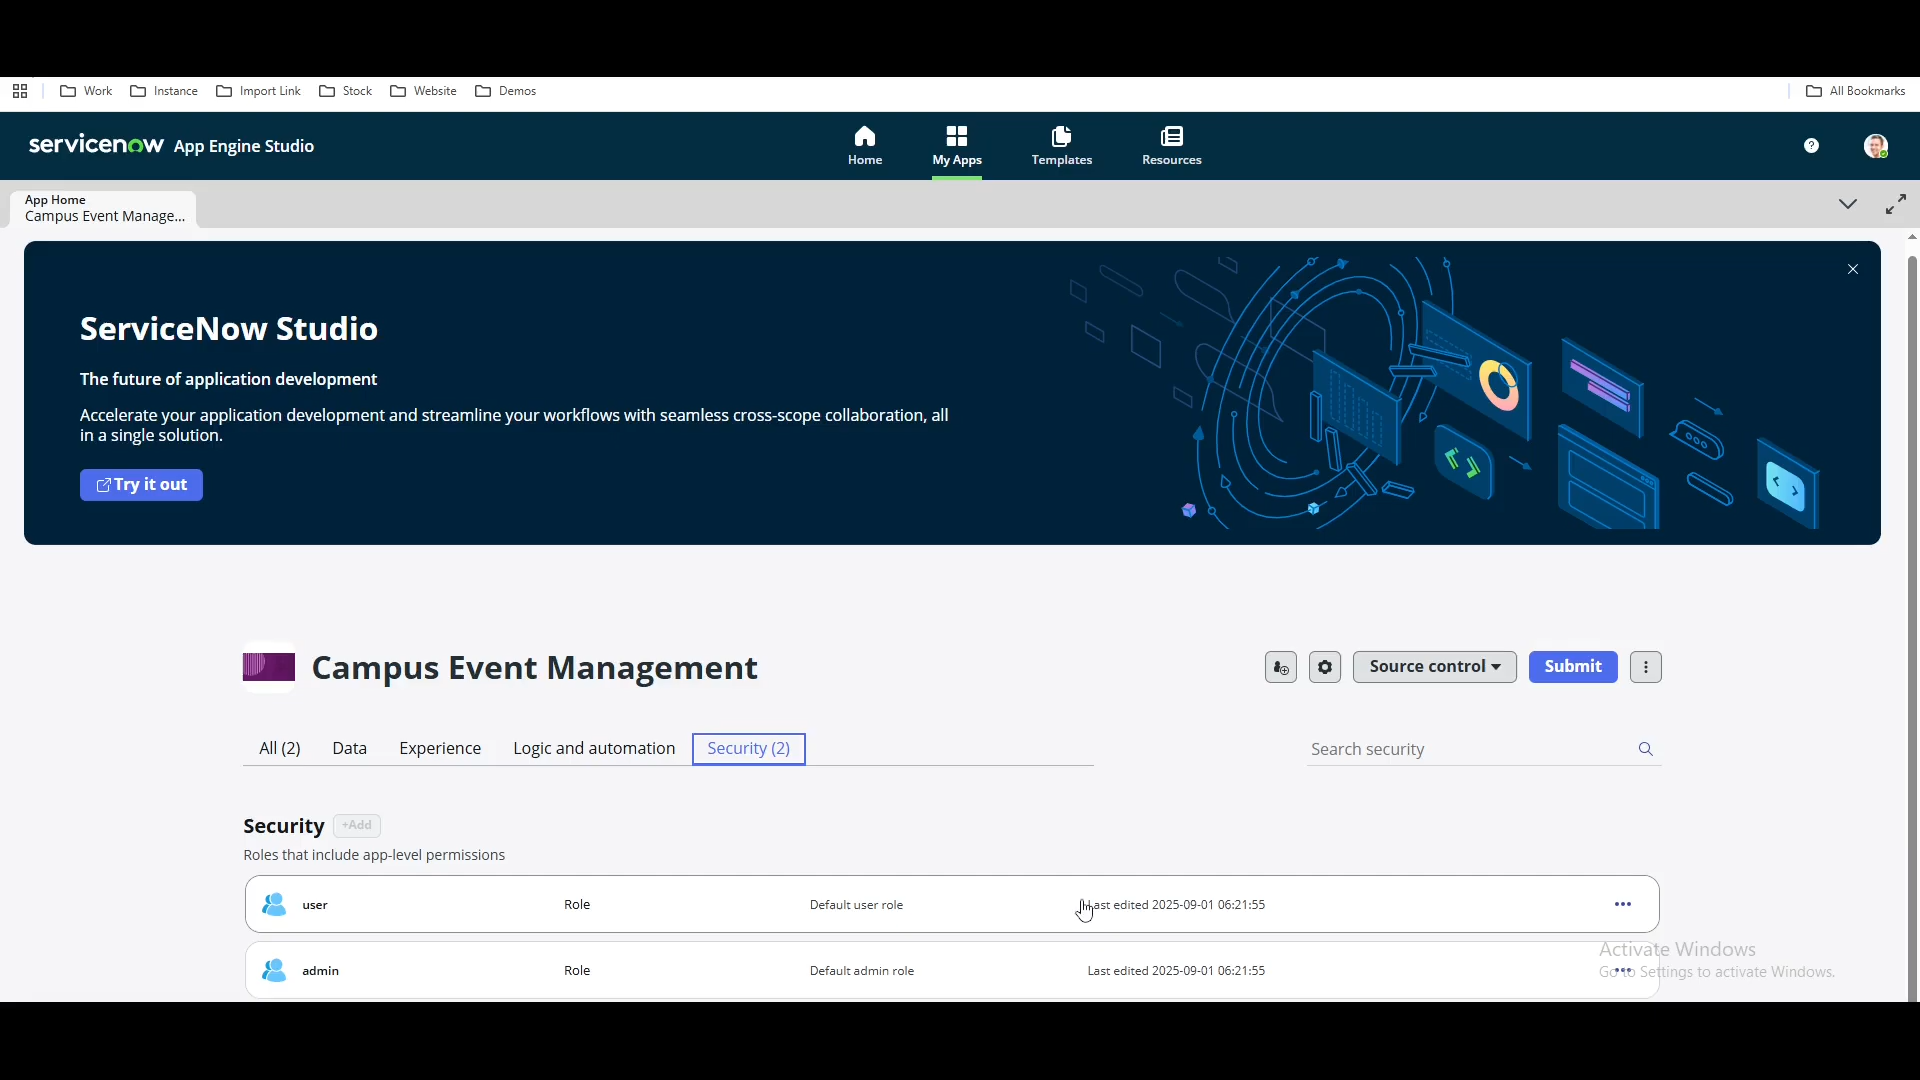 Work Instance Import Link Stock Website Demos All Bookmarks
servicenow App Engine Studio
Home My Apps Templates Resources
App Home
Campus Event Manage...
ServiceNow Studio
The future of application development
Accelerate your application development and streamline your workflows with seamless cross-scope collaboration, all
in a single solution.
Try it out
Campus Event Management
Source control Submit
All (2) Data Experience Logic and automation Security (2) Search security
Security +Add
Roles that include app-level permissions
user Role Default user role Last edited 2025-09-01 06:21:55
admin Role Default admin role Last edited 2025-09-01 06:21:55
Activate Windows
Go to Settings to activate Windows.